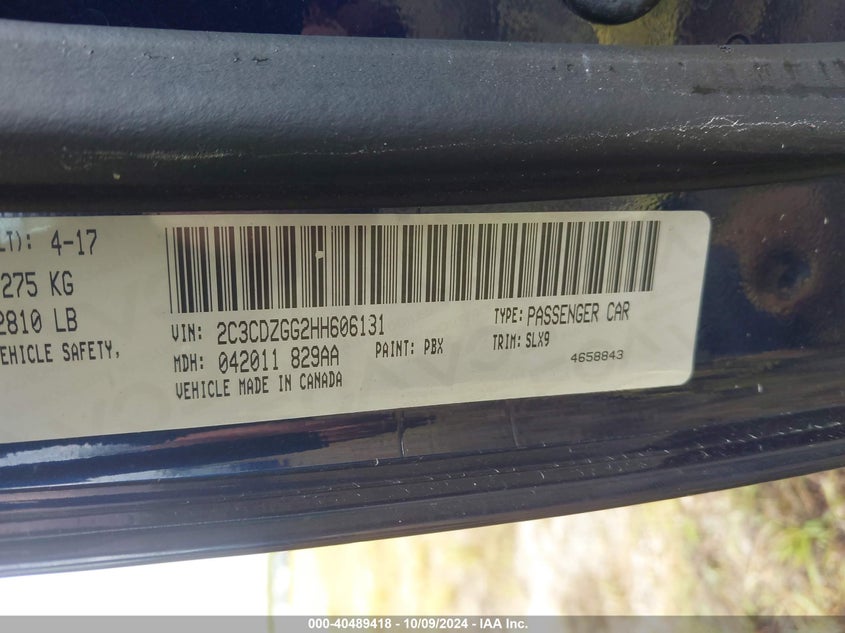 LT): 4-17
275 KG
2810 LB
EHICLE SAFETY,
VIN: 2C3CDZGG2HH606131
TYPE: PASSENGER CAR
MDH: 042011 829AA
PAINT: PBX
TRIM: SLX9
VEHICLE MADE IN CANADA
4658843
000-40489418 - 10/09/2024 - IAA Inc.